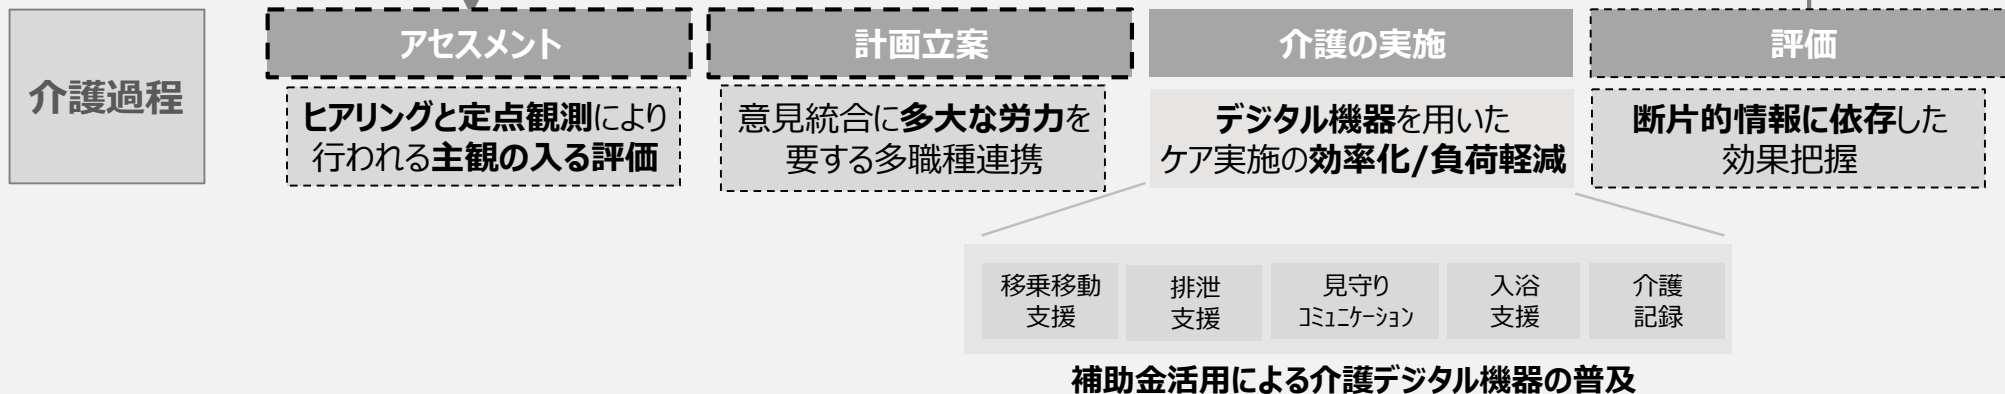 介護過程
アセスメント
ヒアリングと定点観測により
行われる主観の入る評価
計画立案
意見統合に多大な労力を
要する多職種連携
介護の実施
デジタル機器を用いた
ケア実施の効率化/負荷軽減
評価
断片的情報に依存した
効果把握
移乗移動
支援
排泄
支援
見守り
コミュニケーション
入浴
支援
介護
記録
補助金活用による介護デジタル機器の普及